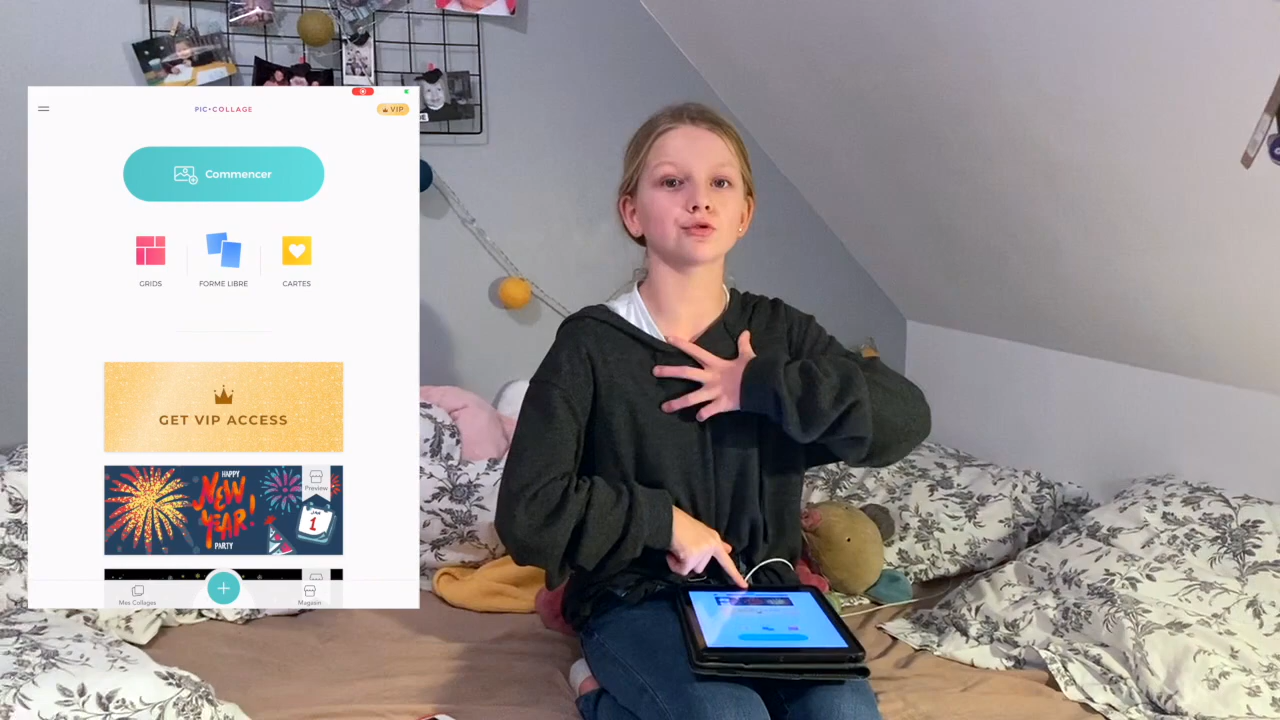 PIC•COLLAGE
VIP
Commencer
GRIDS
FORME LIBRE
CARTES
GET VIP ACCESS
HAPPY
NEW
YEAR!
PARTY
Preview
JAN
1
Mes Collages
Magasin